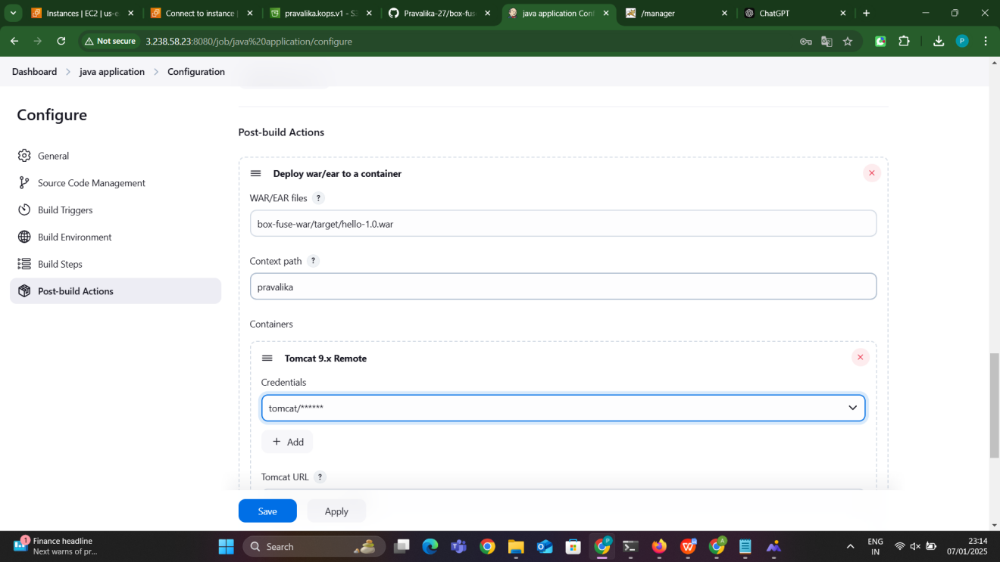 Instances | EC2 | us-e
Connect to instance |
pravalika.kops.v1 - S3
Pravalika-27/box-fus
java application Con
/manager
ChatGPT
Not secure
3.238.58.23:8080/job/java%20application/configure
P
Dashboard
java application
Configuration
Configure
General
Source Code Management
Build Triggers
Build Environment
Build Steps
Post-build Actions
Post-build Actions
Deploy war/ear to a container
WAR/EAR files ?
box-fuse-war/target/hello-1.0.war
Context path ?
pravalika
Containers
Tomcat 9.x Remote
Credentials
tomcat/******
+ Add
Tomcat URL ?
Save
Apply
1
Finance headline
Next warns of pr...
Search
P
A
ENG
IN
23:14
07/01/2025